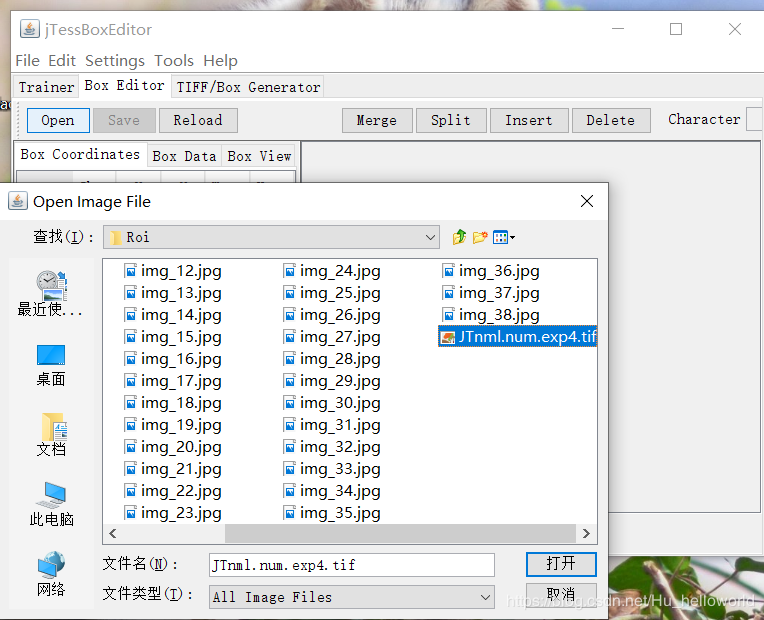 jTessBoxEditor
File Edit Settings Tools Help
Trainer Box Editor TIFF/Box Generator
Open Save Reload Merge Split Insert Delete Character
Box Coordinates Box Data Box View
Open Image File
查找(I): Roi
img_12.jpg img_24.jpg img_36.jpg
img_13.jpg img_25.jpg img_37.jpg
img_14.jpg img_26.jpg img_38.jpg
img_15.jpg img_27.jpg JTnml.num.exp4.tif
img_16.jpg img_28.jpg
img_17.jpg img_29.jpg
img_18.jpg img_30.jpg
img_19.jpg img_31.jpg
img_20.jpg img_32.jpg
img_21.jpg img_33.jpg
img_22.jpg img_34.jpg
img_23.jpg img_35.jpg
最近使...
桌面
文档
此电脑
网络
文件名(N): JTnml.num.exp4.tif 打开
文件类型(T): All Image Files 取消
https://blog.csdn.net/Hu_helloworld